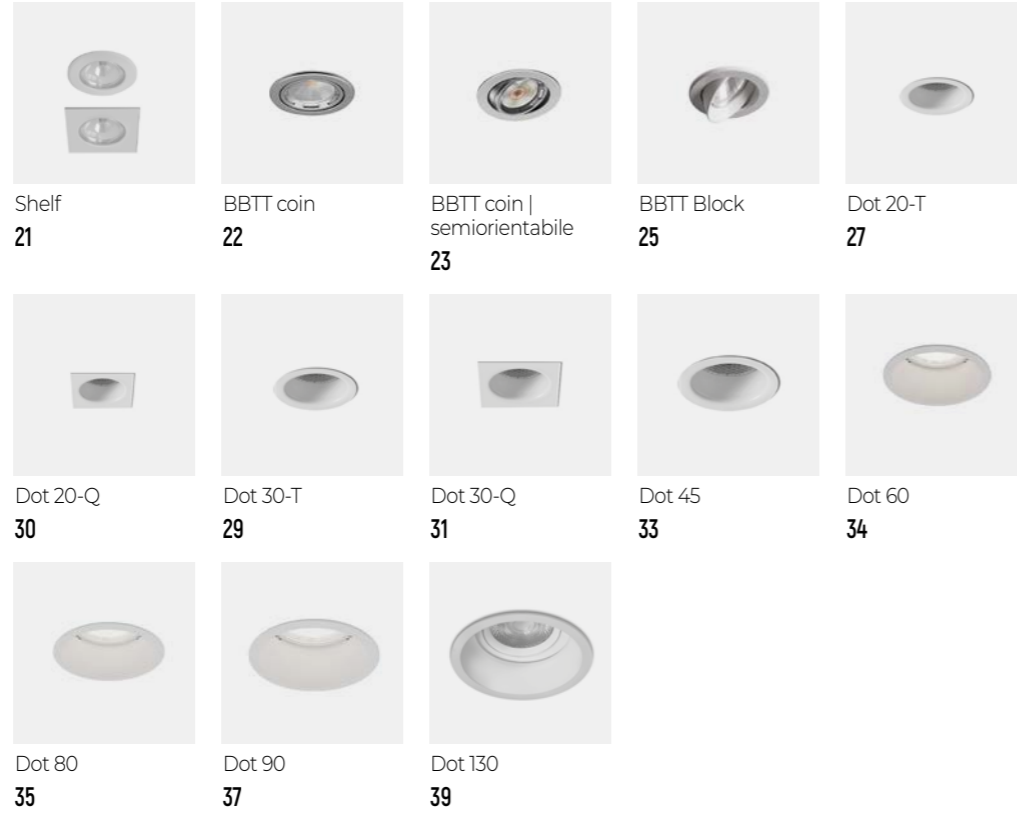 Shelf
21
BBTT coin
22
BBTT coin |
semiorientabile
23
BBTT Block
25
Dot 20-T
27
Dot 20-Q
30
Dot 30-T
29
Dot 30-Q
31
Dot 45
33
Dot 60
34
Dot 80
35
Dot 90
37
Dot 130
39